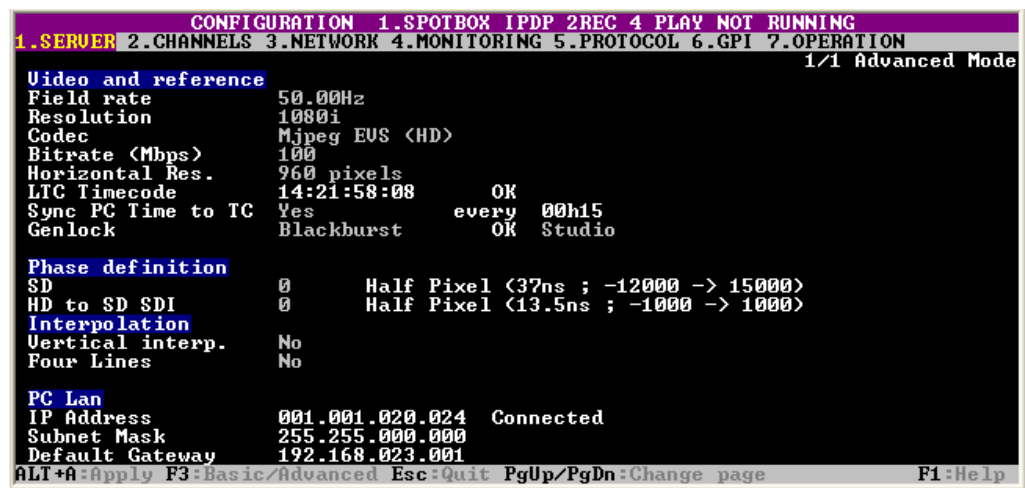 CONFIGURATION 1.SPOTBOX IPDP 2REC 4 PLAY NOT RUNNING
1.SERVER 2.CHANNELS 3.NETWORK 4.MONITORING 5.PROTOCOL 6.GPI 7.OPERATION
1/1 Advanced Mode
Video and reference
Field rate 50.00Hz
Resolution 1080i
Codec Mjpeg EVS (HD)
Bitrate (Mbps) 100
Horizontal Res. 960 pixels
LTC Timecode 14:21:58:08 OK
Sync PC Time to TC Yes every 00h15
Genlock Blackburst OK Studio
Phase definition
SD 0 Half Pixel (37ns ; -12000 -> 15000)
HD to SD SDI 0 Half Pixel (13.5ns ; -1000 -> 1000)
Interpolation
Vertical interp. No
Four Lines No
PC Lan
IP Address 001.001.020.024 Connected
Subnet Mask 255.255.000.000
Default Gateway 192.168.023.001
ALT+A:Apply F3:Basic/Advanced Esc:Quit PgUp/PgDn:Change page F1:Help